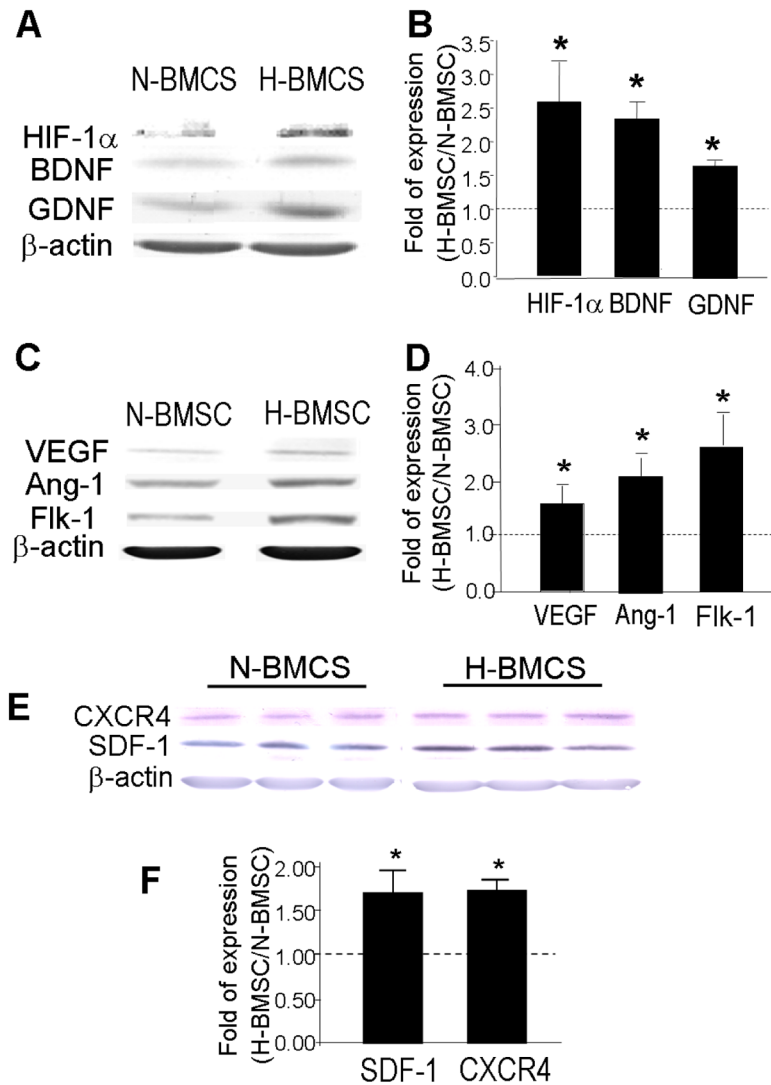 A
N-BMCS H-BMCS
HIF-1α
BDNF
GDNF
β-actin
B
Fold of expression
(H-BMSC/N-BMSC)
3.5
3.0
2.5
2.0
1.5
1.0
0.5
0.0
* * *
HIF-1α BDNF GDNF
C
N-BMSC H-BMSC
VEGF
Ang-1
Flk-1
β-actin
D
Fold of expression
(H-BMSC/N-BMSC)
4.0
3.0
2.0
1.0
0.0
* * *
VEGF Ang-1 Flk-1
E
N-BMCS H-BMCS
CXCR4
SDF-1
β-actin
F
Fold of expression
(H-BMSC/N-BMSC)
2.00
1.50
1.00
0.50
0.00
* *
SDF-1 CXCR4